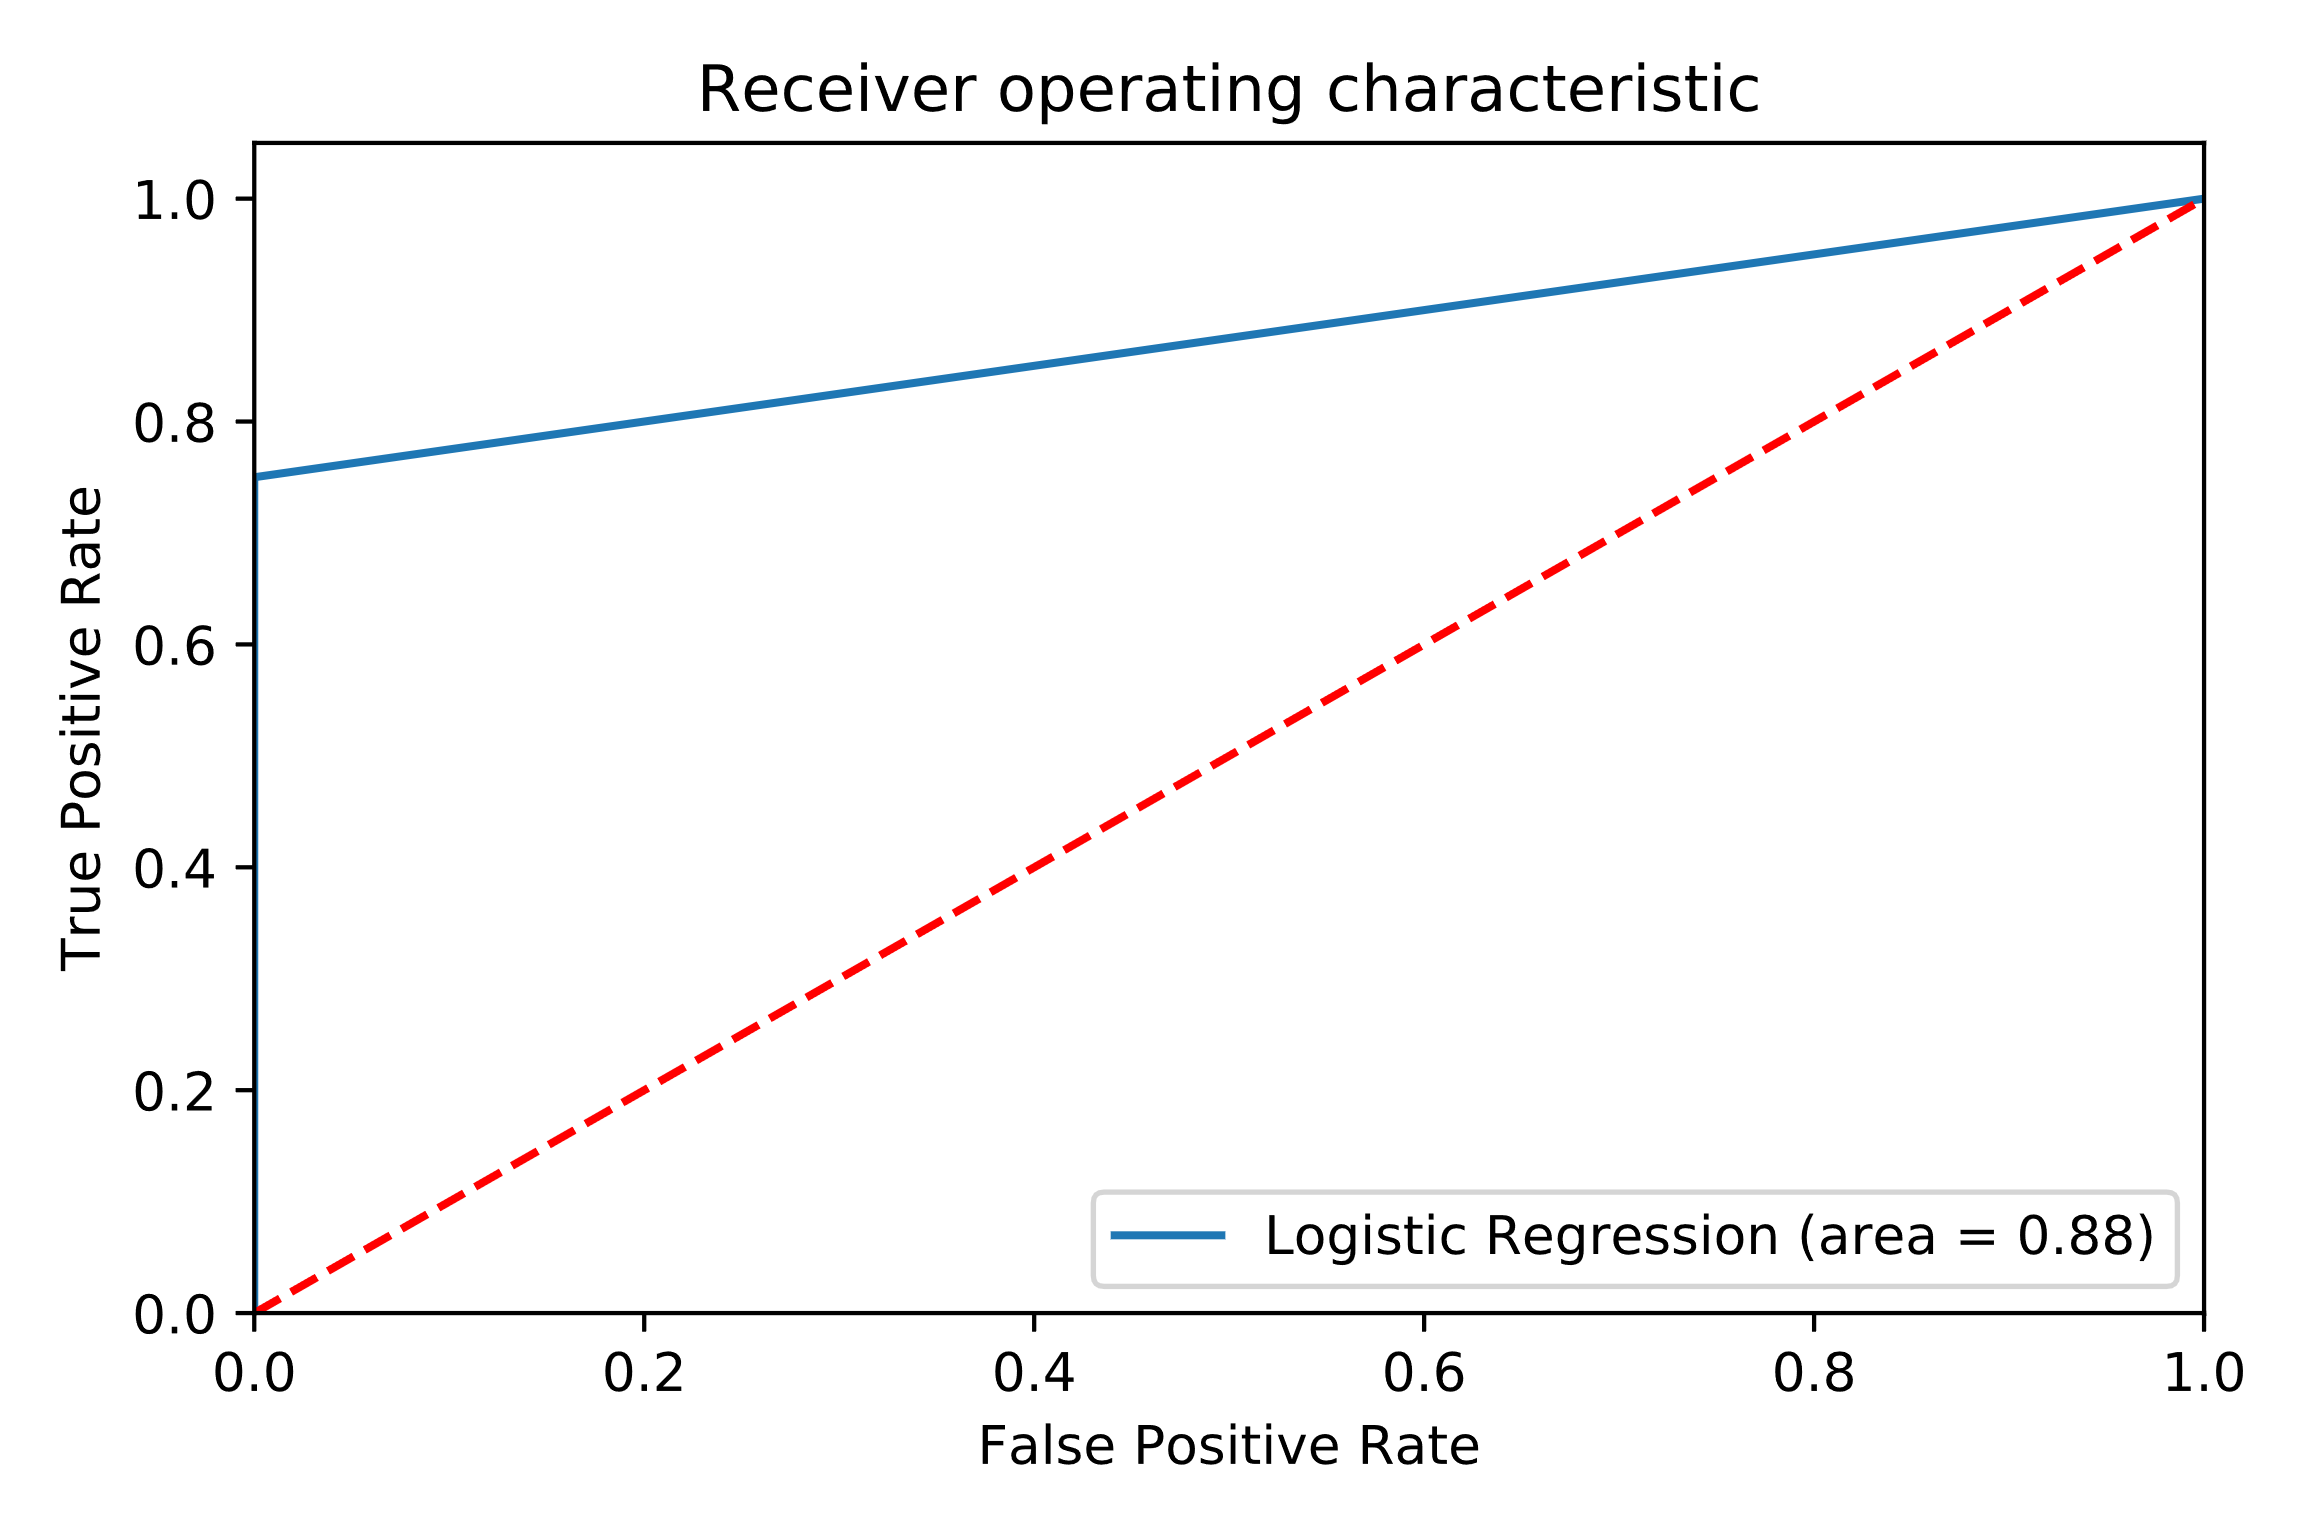 Receiver operating characteristic
1.0
0.8
0.6
0.4
0.2
0.0
True Positive Rate
Logistic Regression (area = 0.88)
0.0 0.2 0.4 0.6 0.8 1.0
False Positive Rate